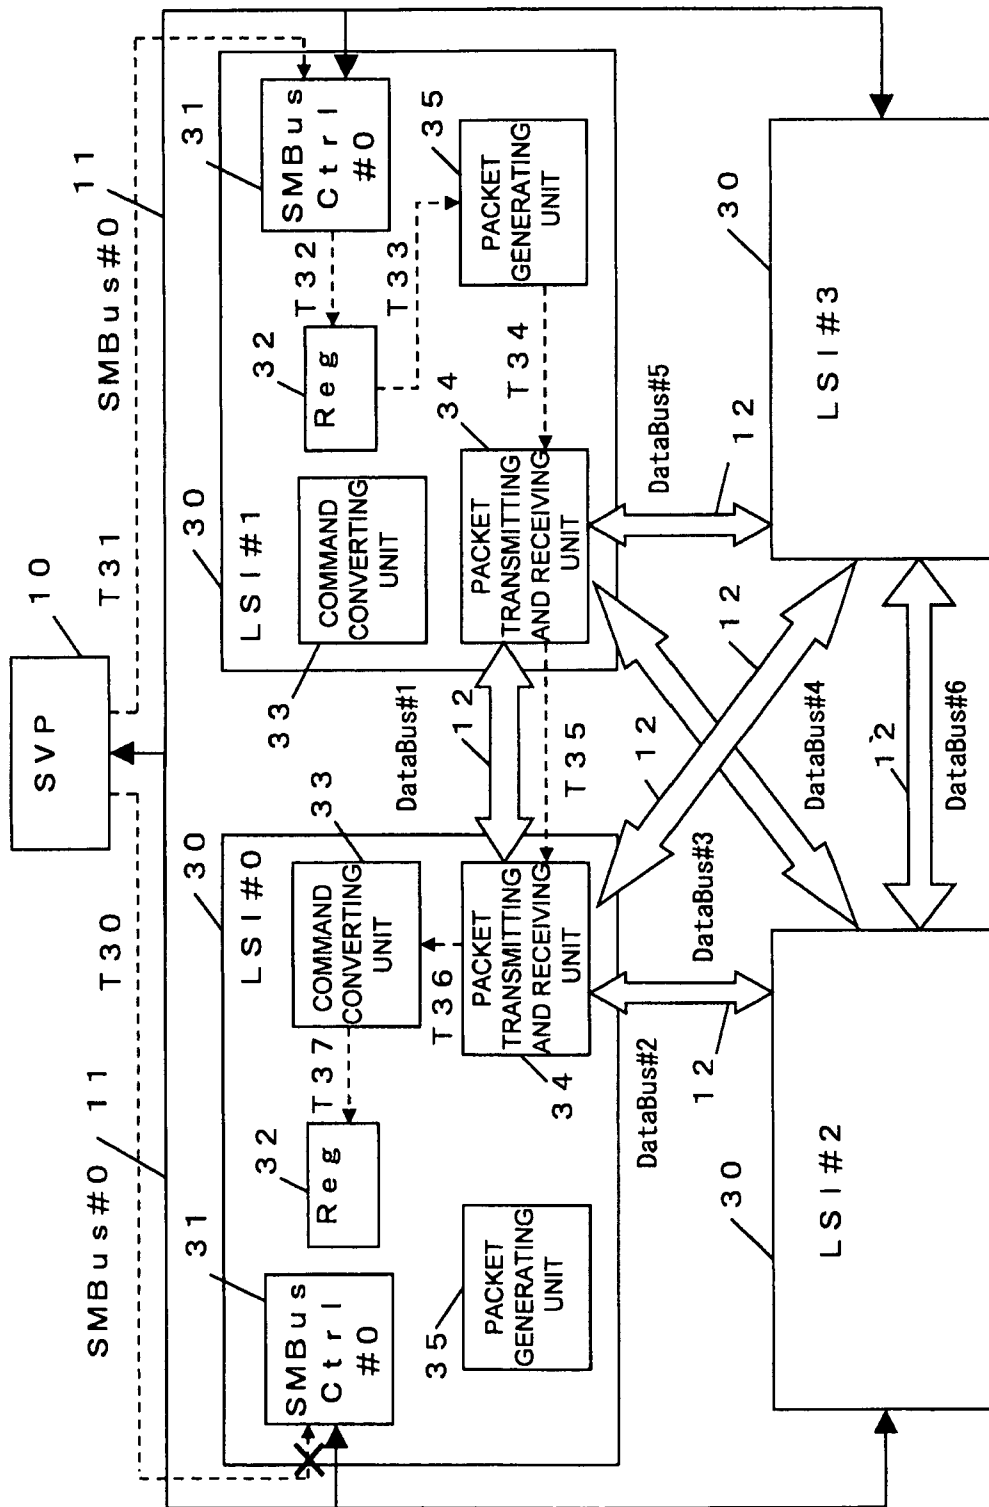 SVP
10
SMBus#0
11
T30
T31
SMBus#0
11
30
LSI#0
31
SMBus
Ctrl
#0
32
Reg
T37
33
COMMAND
CONVERTING
UNIT
T36
35
PACKET
GENERATING
UNIT
34
PACKET
TRANSMITTING
AND RECEIVING
UNIT
DataBus#1
12
T35
30
LSI#1
33
COMMAND
CONVERTING
UNIT
32
Reg
T32
31
SMBus
Ctrl
#0
T33
34
PACKET
TRANSMITTING
AND RECEIVING
UNIT
T34
35
PACKET
GENERATING
UNIT
DataBus#2
12
DataBus#3
12
DataBus#4
12
DataBus#5
12
DataBus#6
12
30
LSI#2
30
LSI#3